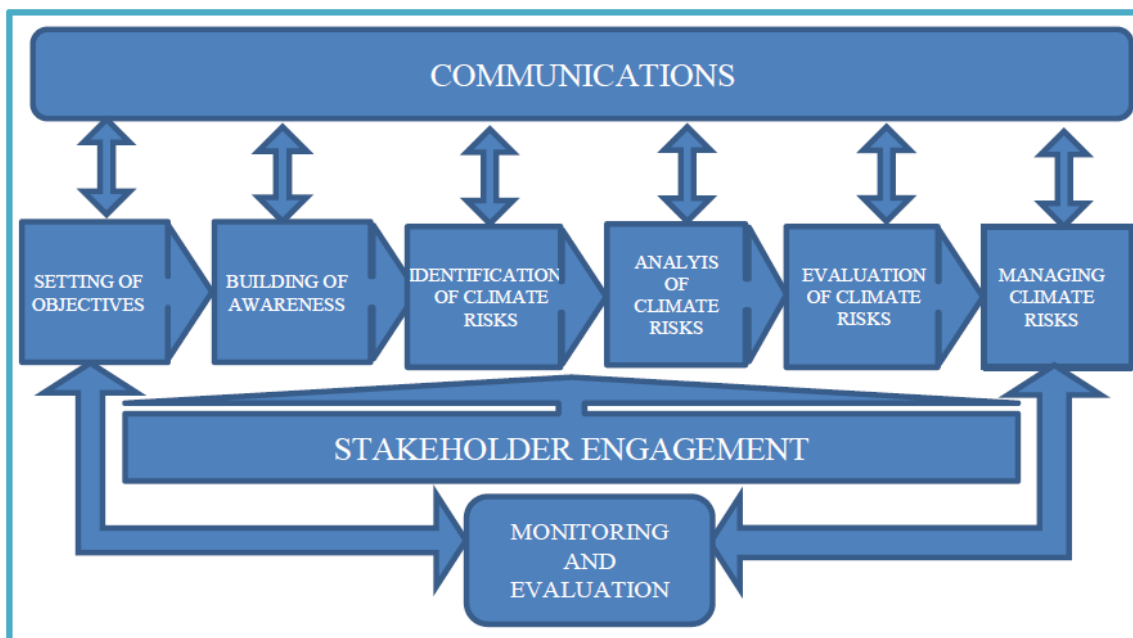 COMMUNICATIONS
SETTING OF
OBJECTIVES
BUILDING OF
AWARENESS
IDENTIFICATION
OF CLIMATE
RISKS
ANALYIS
OF
CLIMATE
RISKS
EVALUATION
OF CLIMATE
RISKS
MANAGING
CLIMATE
RISKS
STAKEHOLDER ENGAGEMENT
MONITORING
AND
EVALUATION